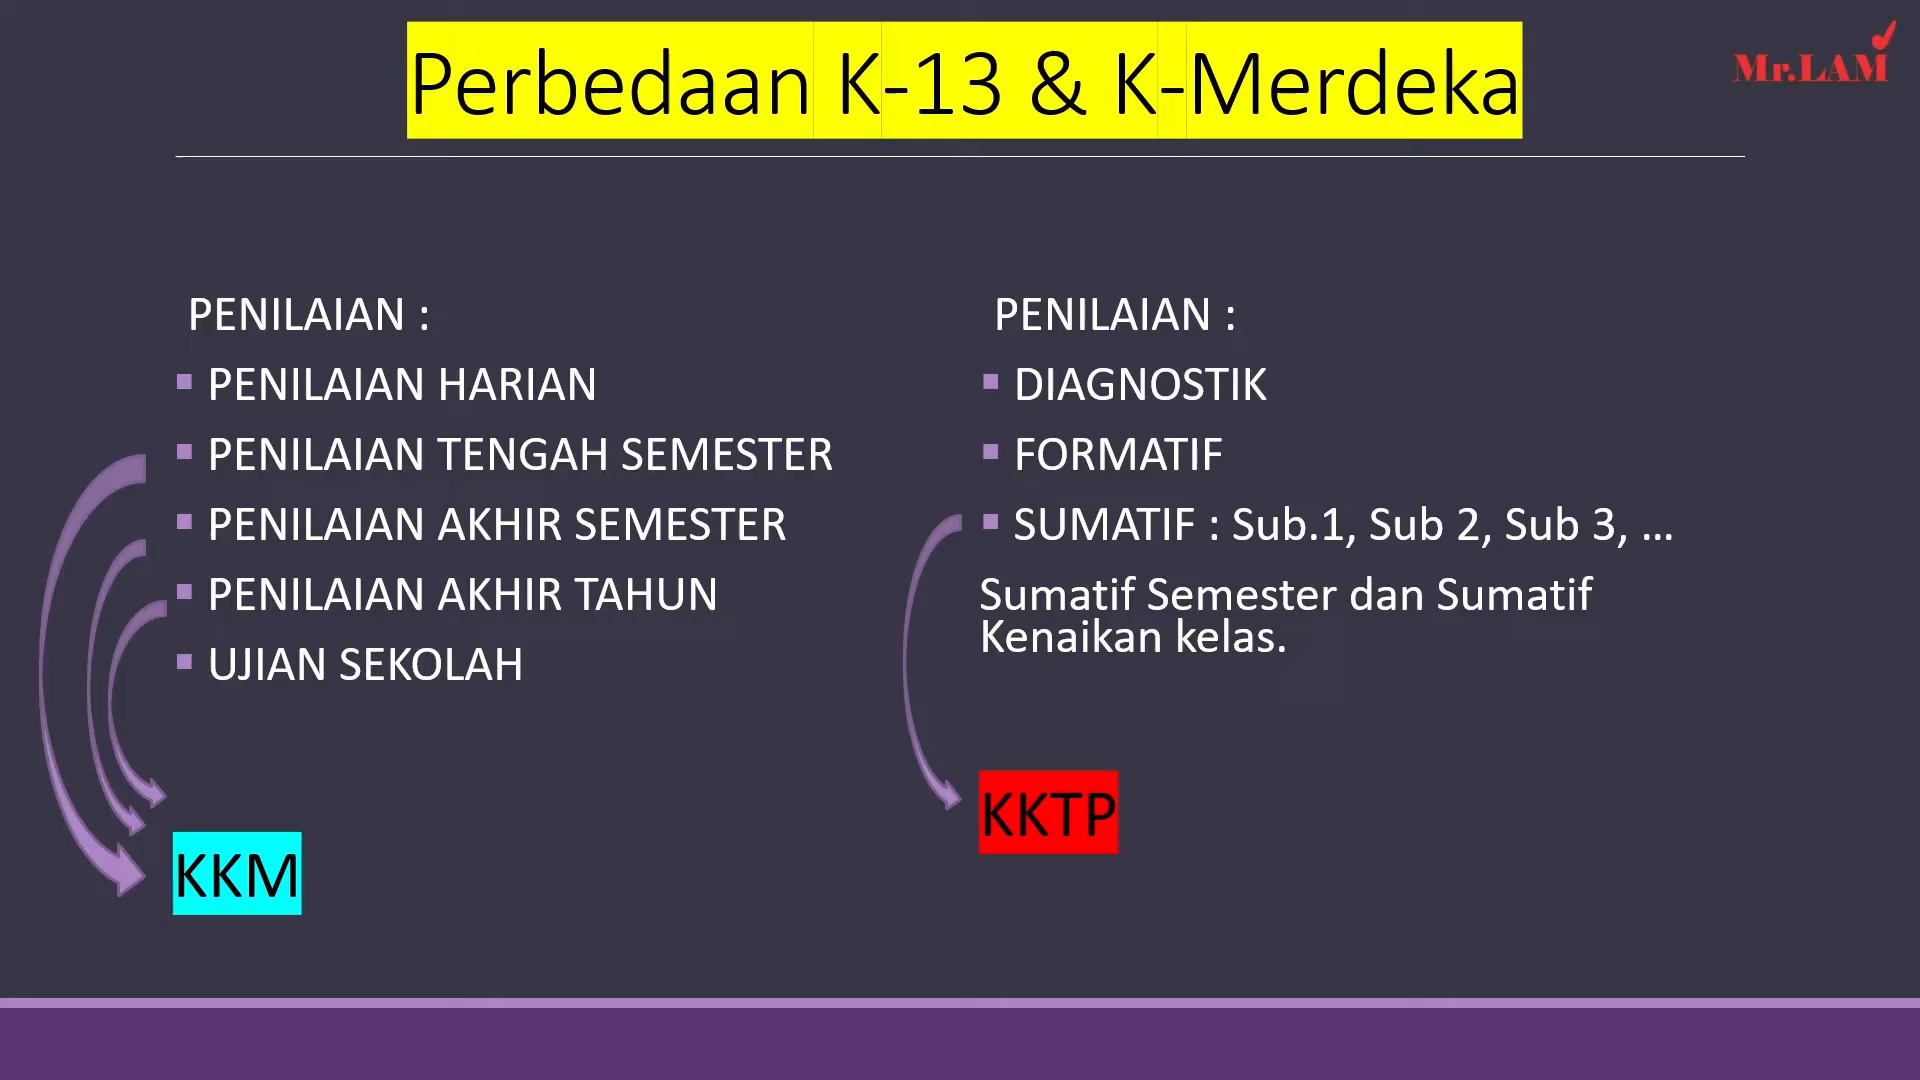 Perbedaan K-13 & K-Merdeka
Mr.LAM
PENILAIAN :
PENILAIAN HARIAN
PENILAIAN TENGAH SEMESTER
PENILAIAN AKHIR SEMESTER
PENILAIAN AKHIR TAHUN
UJIAN SEKOLAH
KKM
PENILAIAN :
DIAGNOSTIK
FORMATIF
SUMATIF : Sub.1, Sub 2, Sub 3, ...
Sumatif Semester dan Sumatif
Kenaikan kelas.
KKTP